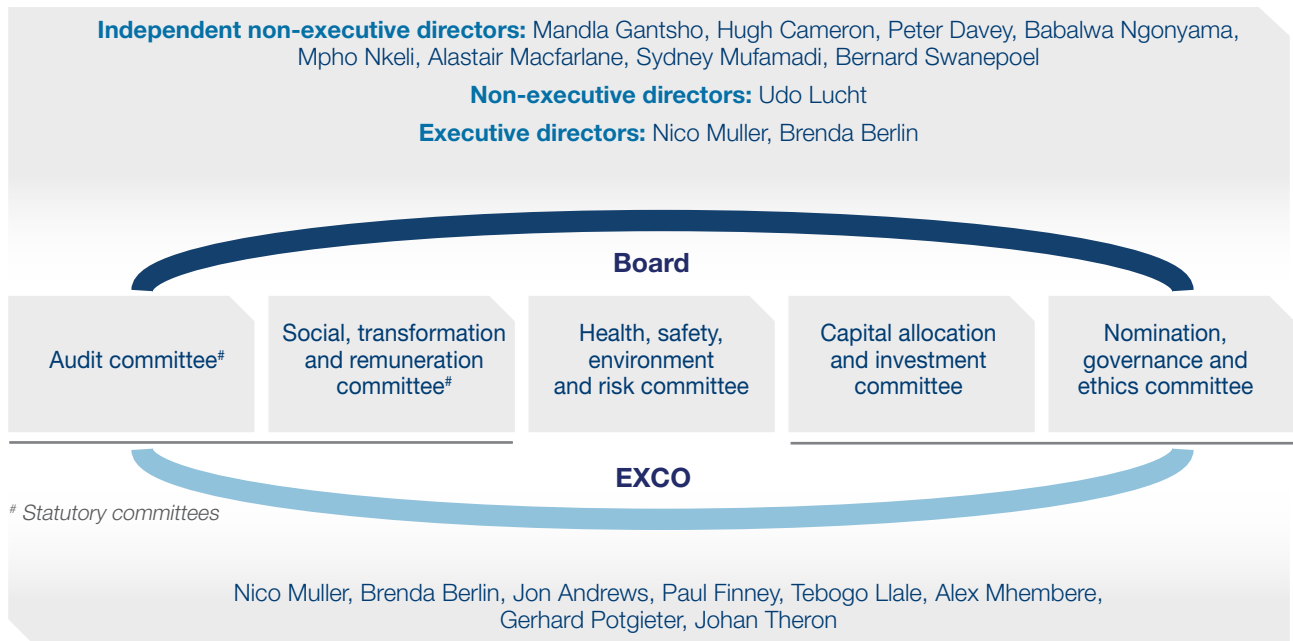 Independent non-executive directors: Mandla Gantsho, Hugh Cameron, Peter Davey, Babalwa Ngonyama,
Mpho Nkeli, Alastair Macfarlane, Sydney Mufamadi, Bernard Swanepoel
Non-executive directors: Udo Lucht
Executive directors: Nico Muller, Brenda Berlin
Board
Audit committee#
Social, transformation
and remuneration
committee#
Health, safety,
environment
and risk committee
Capital allocation
and investment
committee
Nomination,
governance and
ethics committee
EXCO
# Statutory committees
Nico Muller, Brenda Berlin, Jon Andrews, Paul Finney, Tebogo Llale, Alex Mhembere,
Gerhard Potgieter, Johan Theron